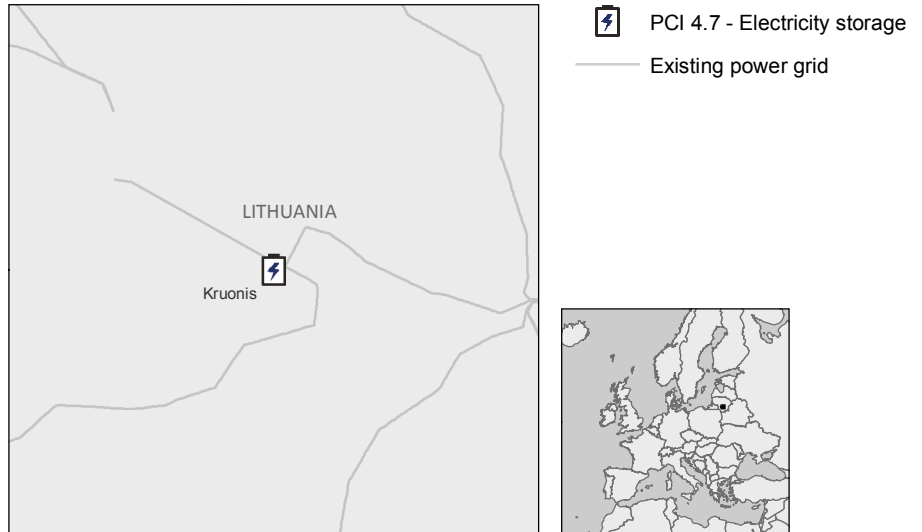 PCI 4.7 - Electricity storage
Existing power grid
LITHUANIA
Kruonis